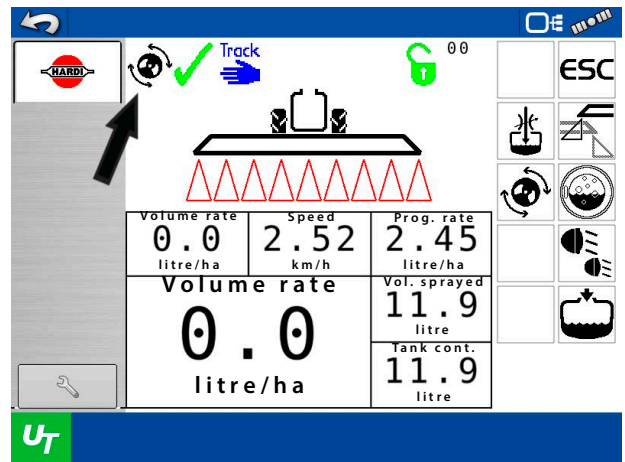 HARDI
Track
00
ESC
Volume rate
0.0
litre/ha
Speed
2.52
km/h
Prog. rate
2.45
litre/ha
Volume rate
0.0
litre/ha
Vol. sprayed
11.9
litre
Tank cont.
11.9
litre
UT